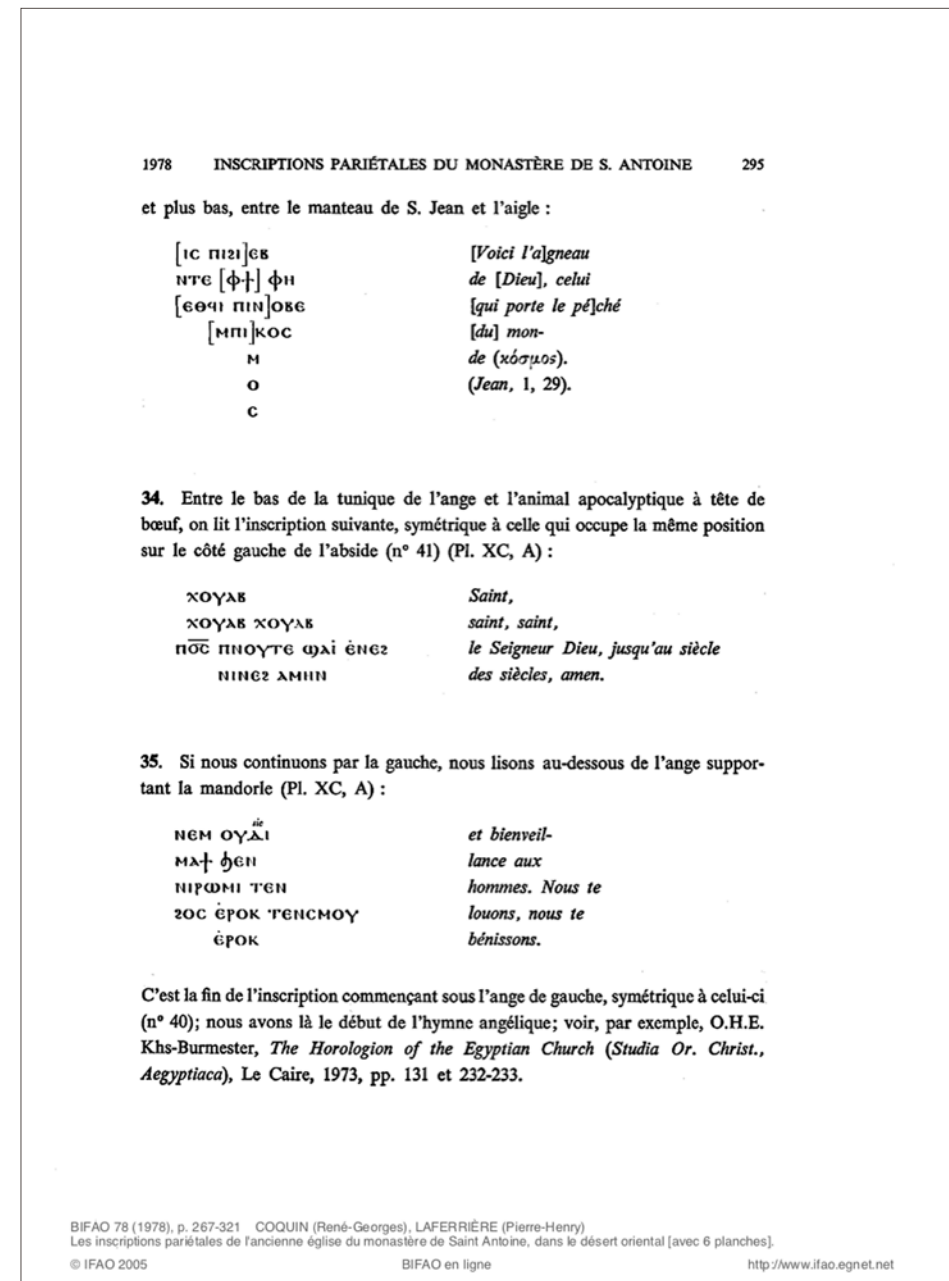 1978 INSCRIPTIONS PARIÉTALES DU MONASTÈRE DE S. ANTOINE 295
et plus bas, entre le manteau de S. Jean et l'aigle :
[ⲓⲥ ⲡⲓϩⲓ]ⲉⲃ [Voici l'a]gneau
ⲛⲧⲉ [ⲫϯ] ⲫⲏ de [Dieu], celui
[ⲉⲑϥⲓ ⲡⲓⲛ]ⲟⲃⲉ [qui porte le pé]ché
[ⲙⲡⲓ]ⲕⲟⲥ [du] mon-
ⲙ de (κόσμος).
ⲟ (Jean, 1, 29).
ⲥ
34. Entre le bas de la tunique de l'ange et l'animal apocalyptique à tête de
bœuf, on lit l'inscription suivante, symétrique à celle qui occupe la même position
sur le côté gauche de l'abside (n° 41) (Pl. XC, A) :
ⲭⲟⲩⲁⲃ Saint,
ⲭⲟⲩⲁⲃ ⲭⲟⲩⲁⲃ saint, saint,
ⲡⲟ̅ⲥ̅ ⲡⲛⲟⲩⲧⲉ ϣⲁⲓ̇ ⲉ̇ⲛⲉϩ le Seigneur Dieu, jusqu'au siècle
ⲛⲓⲛⲉϩ ⲁⲙⲏⲛ des siècles, amen.
35. Si nous continuons par la gauche, nous lisons au-dessous de l'ange suppor-
tant la mandorle (Pl. XC, A) :
sic
ⲛⲉⲙ ⲟⲩⲇⲓ et bienveil-
ⲙⲁϯ ϧⲉⲛ lance aux
ⲛⲓⲣⲱⲙⲓ ⲧⲉⲛ hommes. Nous te
ϩⲟⲥ ⲉ̇ⲣⲟⲕ ⲧⲉⲛⲥⲙⲟⲩ louons, nous te
ⲉ̇ⲣⲟⲕ bénissons.
C'est la fin de l'inscription commençant sous l'ange de gauche, symétrique à celui-ci
(n° 40); nous avons là le début de l'hymne angélique; voir, par exemple, O.H.E.
Khs-Burmester, The Horologion of the Egyptian Church (Studia Or. Christ.,
Aegyptiaca), Le Caire, 1973, pp. 131 et 232-233.
BIFAO 78 (1978), p. 267-321 COQUIN (René-Georges), LAFERRIÈRE (Pierre-Henry)
Les inscriptions pariétales de l'ancienne église du monastère de Saint Antoine, dans le désert oriental [avec 6 planches].
© IFAO 2005 BIFAO en ligne http://www.ifao.egnet.net